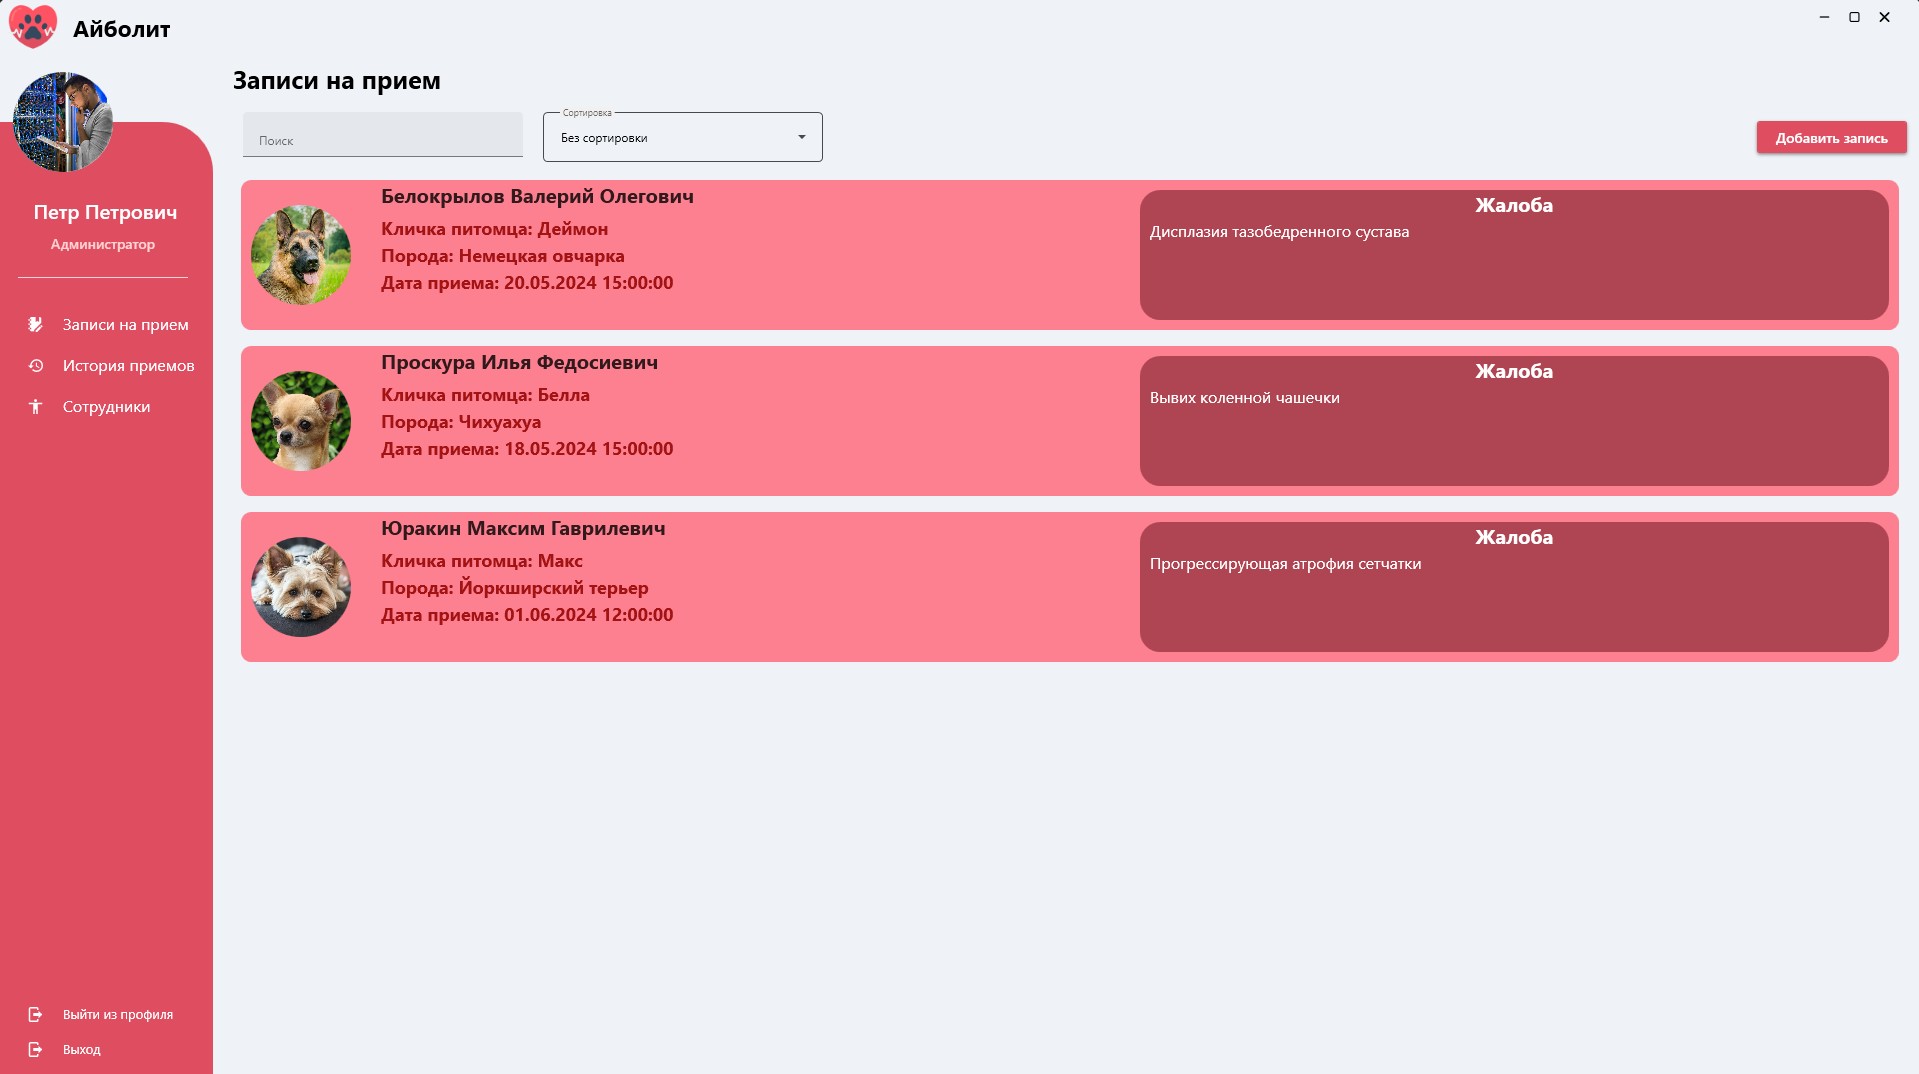 Айболит
Петр Петрович
Администратор
Записи на прием
История приемов
Сотрудники
Выйти из профиля
Выход
Записи на прием
Поиск
Сортировка
Без сортировки
Добавить запись
Белокрылов Валерий Олегович
Кличка питомца: Деймон
Порода: Немецкая овчарка
Дата приема: 20.05.2024 15:00:00
Жалоба
Дисплазия тазобедренного сустава
Проскура Илья Федосиевич
Кличка питомца: Белла
Порода: Чихуахуа
Дата приема: 18.05.2024 15:00:00
Жалоба
Вывих коленной чашечки
Юракин Максим Гаврилевич
Кличка питомца: Макс
Порода: Йоркширский терьер
Дата приема: 01.06.2024 12:00:00
Жалоба
Прогрессирующая атрофия сетчатки